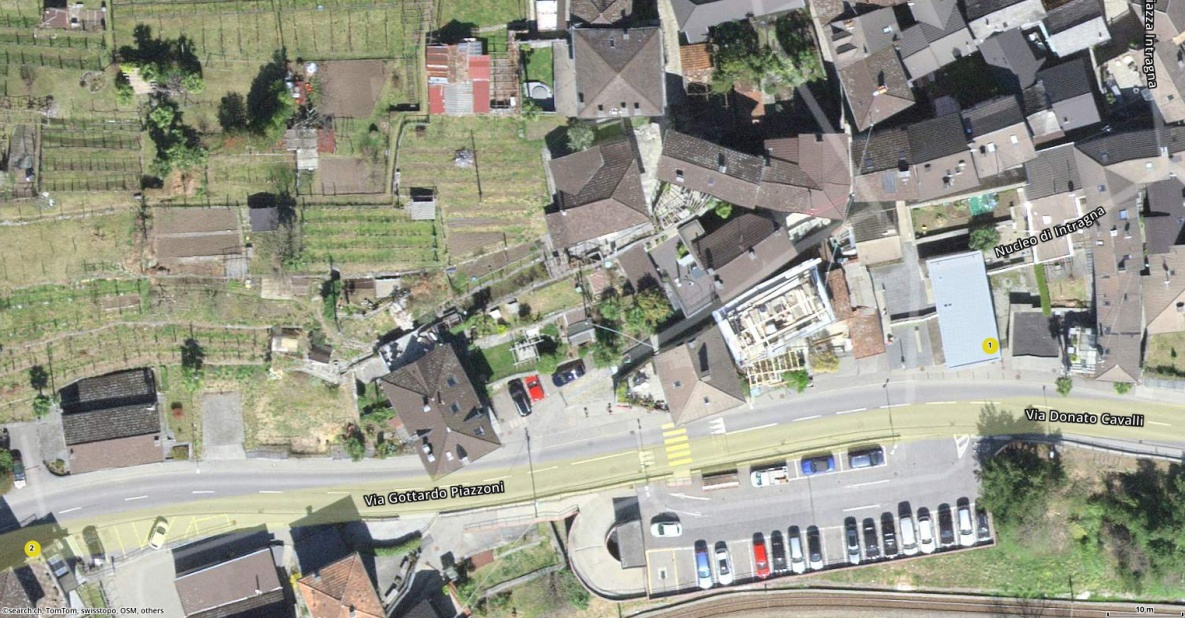 Piazza Intragna
Nucleo di Intragna
1
Via Donato Cavalli
Via Gottardo Piazzoni
2
©search.ch, TomTom, swisstopo, OSM, others
10 m